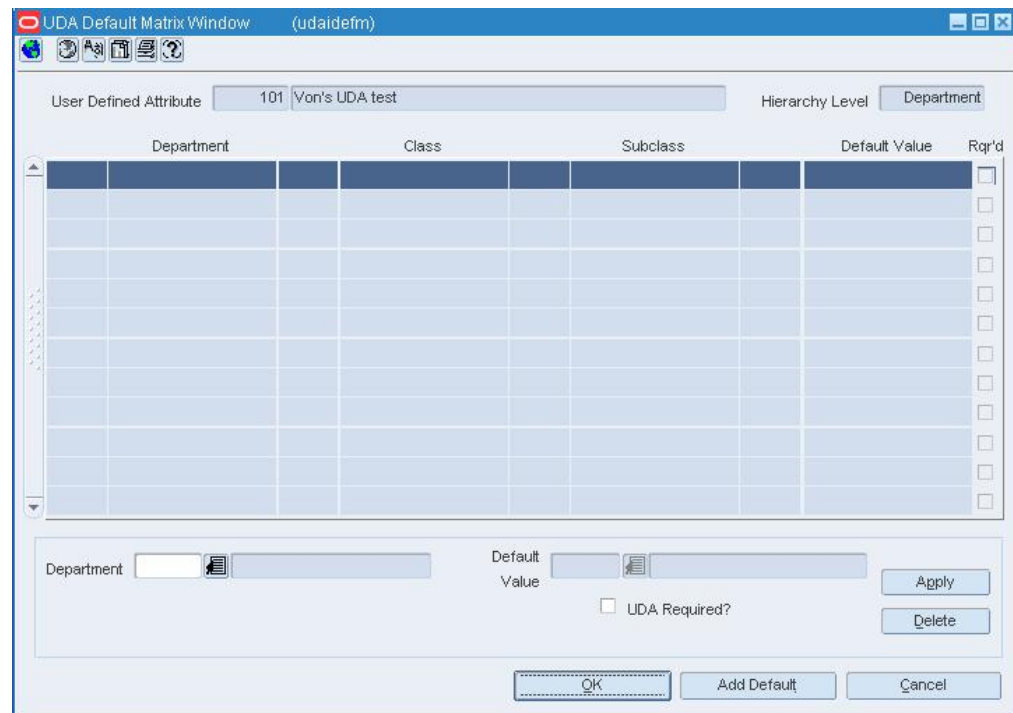 UDA Default Matrix Window (udaidefm)
User Defined Attribute 101 Von's UDA test Hierarchy Level Department
Department Class Subclass Default Value Rqr'd
Department Default Value
UDA Required?
Apply
Delete
OK Add Default Cancel